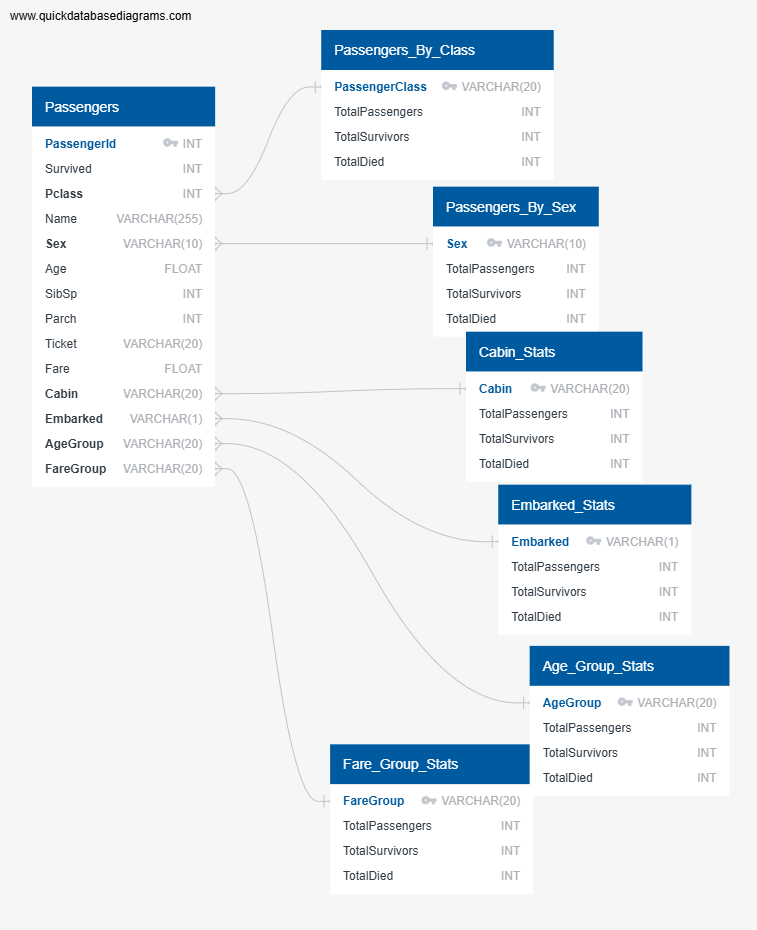 www.quickdatabasediagrams.com
Passengers
PassengerId INT
Survived INT
Pclass INT
Name VARCHAR(255)
Sex VARCHAR(10)
Age FLOAT
SibSp INT
Parch INT
Ticket VARCHAR(20)
Fare FLOAT
Cabin VARCHAR(20)
Embarked VARCHAR(1)
AgeGroup VARCHAR(20)
FareGroup VARCHAR(20)
Passengers_By_Class
PassengerClass VARCHAR(20)
TotalPassengers INT
TotalSurvivors INT
TotalDied INT
Passengers_By_Sex
Sex VARCHAR(10)
TotalPassengers INT
TotalSurvivors INT
TotalDied INT
Cabin_Stats
Cabin VARCHAR(20)
TotalPassengers INT
TotalSurvivors INT
TotalDied INT
Embarked_Stats
Embarked VARCHAR(1)
TotalPassengers INT
TotalSurvivors INT
TotalDied INT
Age_Group_Stats
AgeGroup VARCHAR(20)
TotalPassengers INT
TotalSurvivors INT
TotalDied INT
Fare_Group_Stats
FareGroup VARCHAR(20)
TotalPassengers INT
TotalSurvivors INT
TotalDied INT